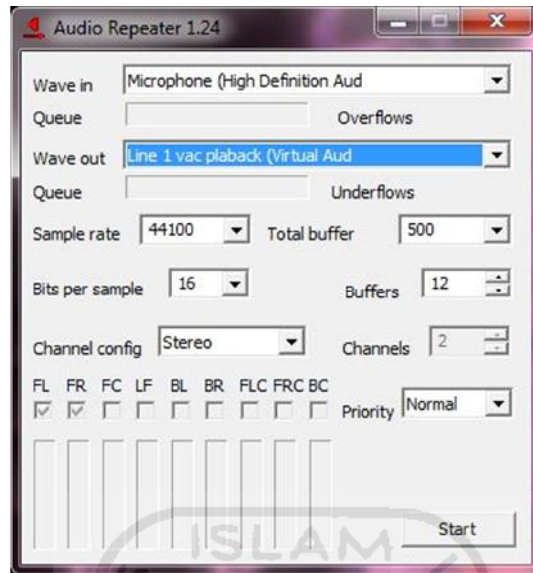 Audio Repeater 1.24
Wave in Microphone (High Definition Aud
Queue Overflows
Wave out Line 1 vac plaback (Virtual Aud
Queue Underflows
Sample rate 44100 Total buffer 500
Bits per sample 16 Buffers 12
Channel config Stereo Channels 2
FL FR FC LF BL BR FLC FRC BC
Priority Normal
ISLAM
Start